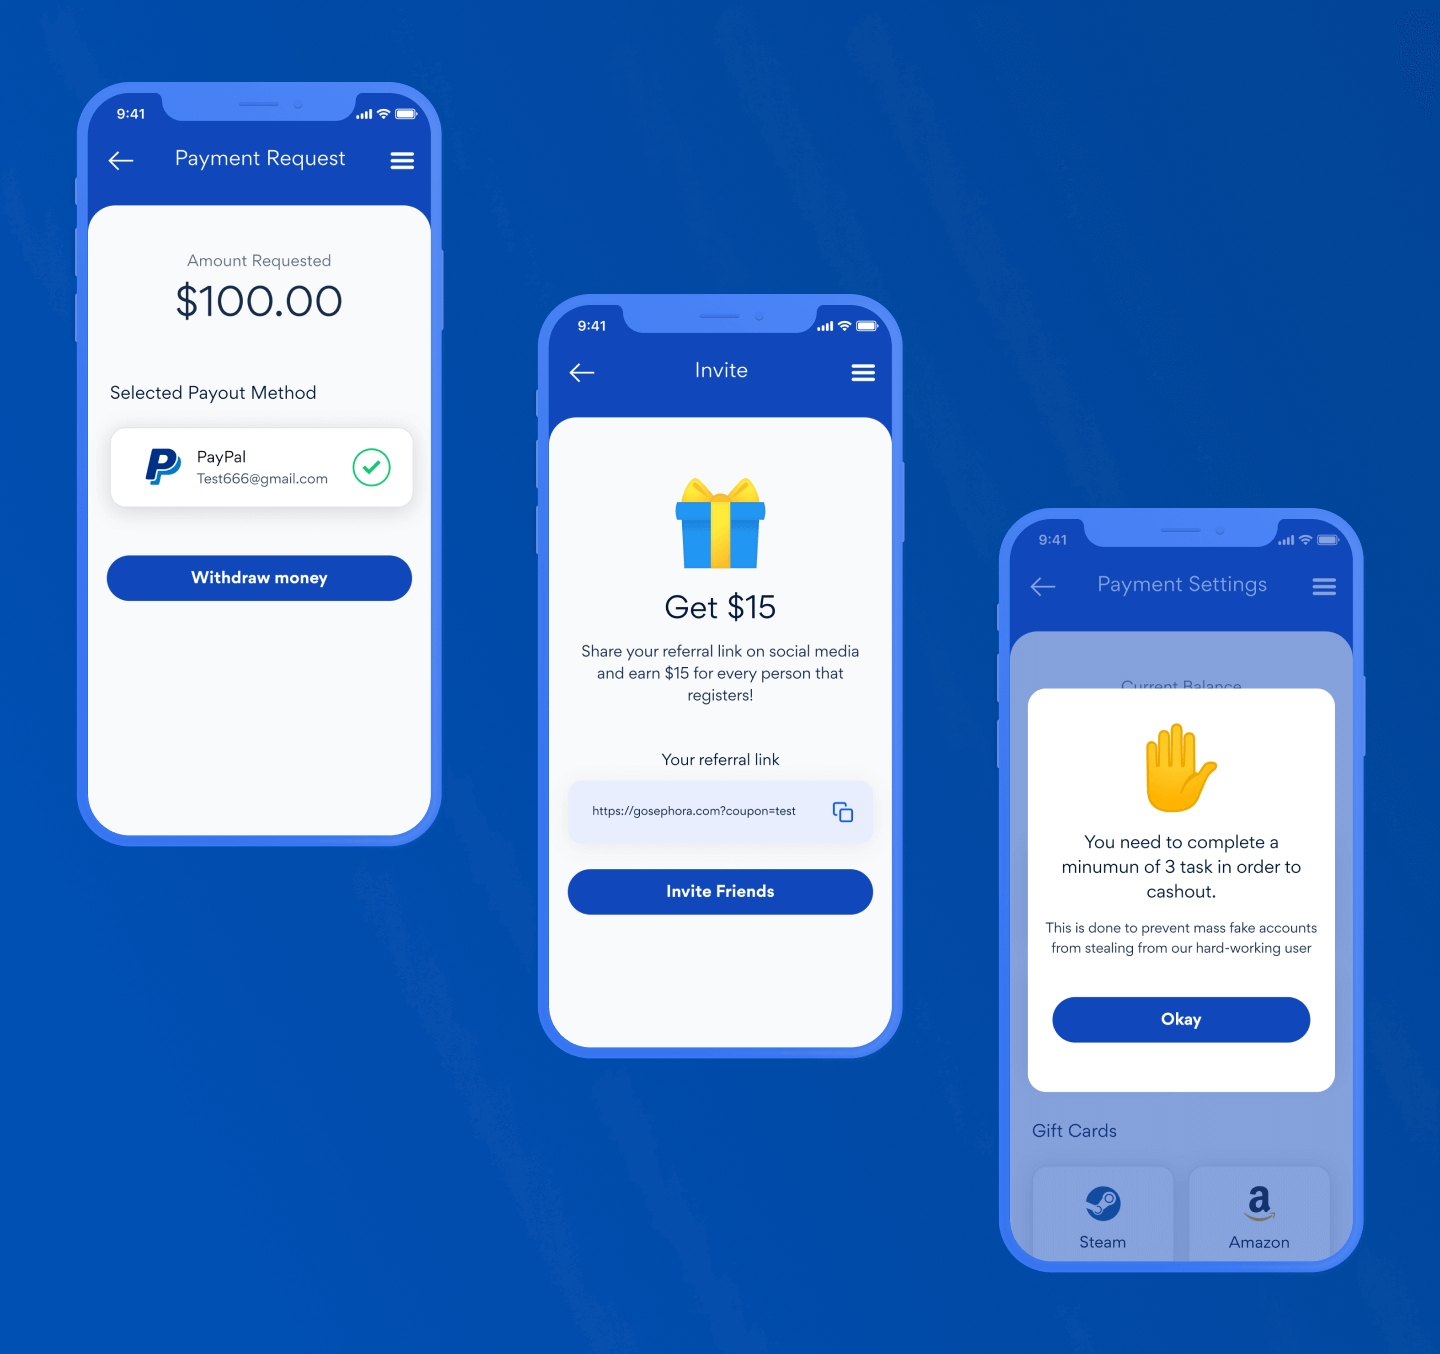 9:41
Payment Request
Amount Requested
$100.00
Selected Payout Method
PayPal
Test666@gmail.com
Withdraw money
9:41
Invite
Get $15
Share your referral link on social media
and earn $15 for every person that
registers!
Your referral link
https://gosephora.com?coupon=test
Invite Friends
9:41
Payment Settings
Current Balance
You need to complete a
minumun of 3 task in order to
cashout.
This is done to prevent mass fake accounts
from stealing from our hard-working user
Okay
Gift Cards
Steam
Amazon